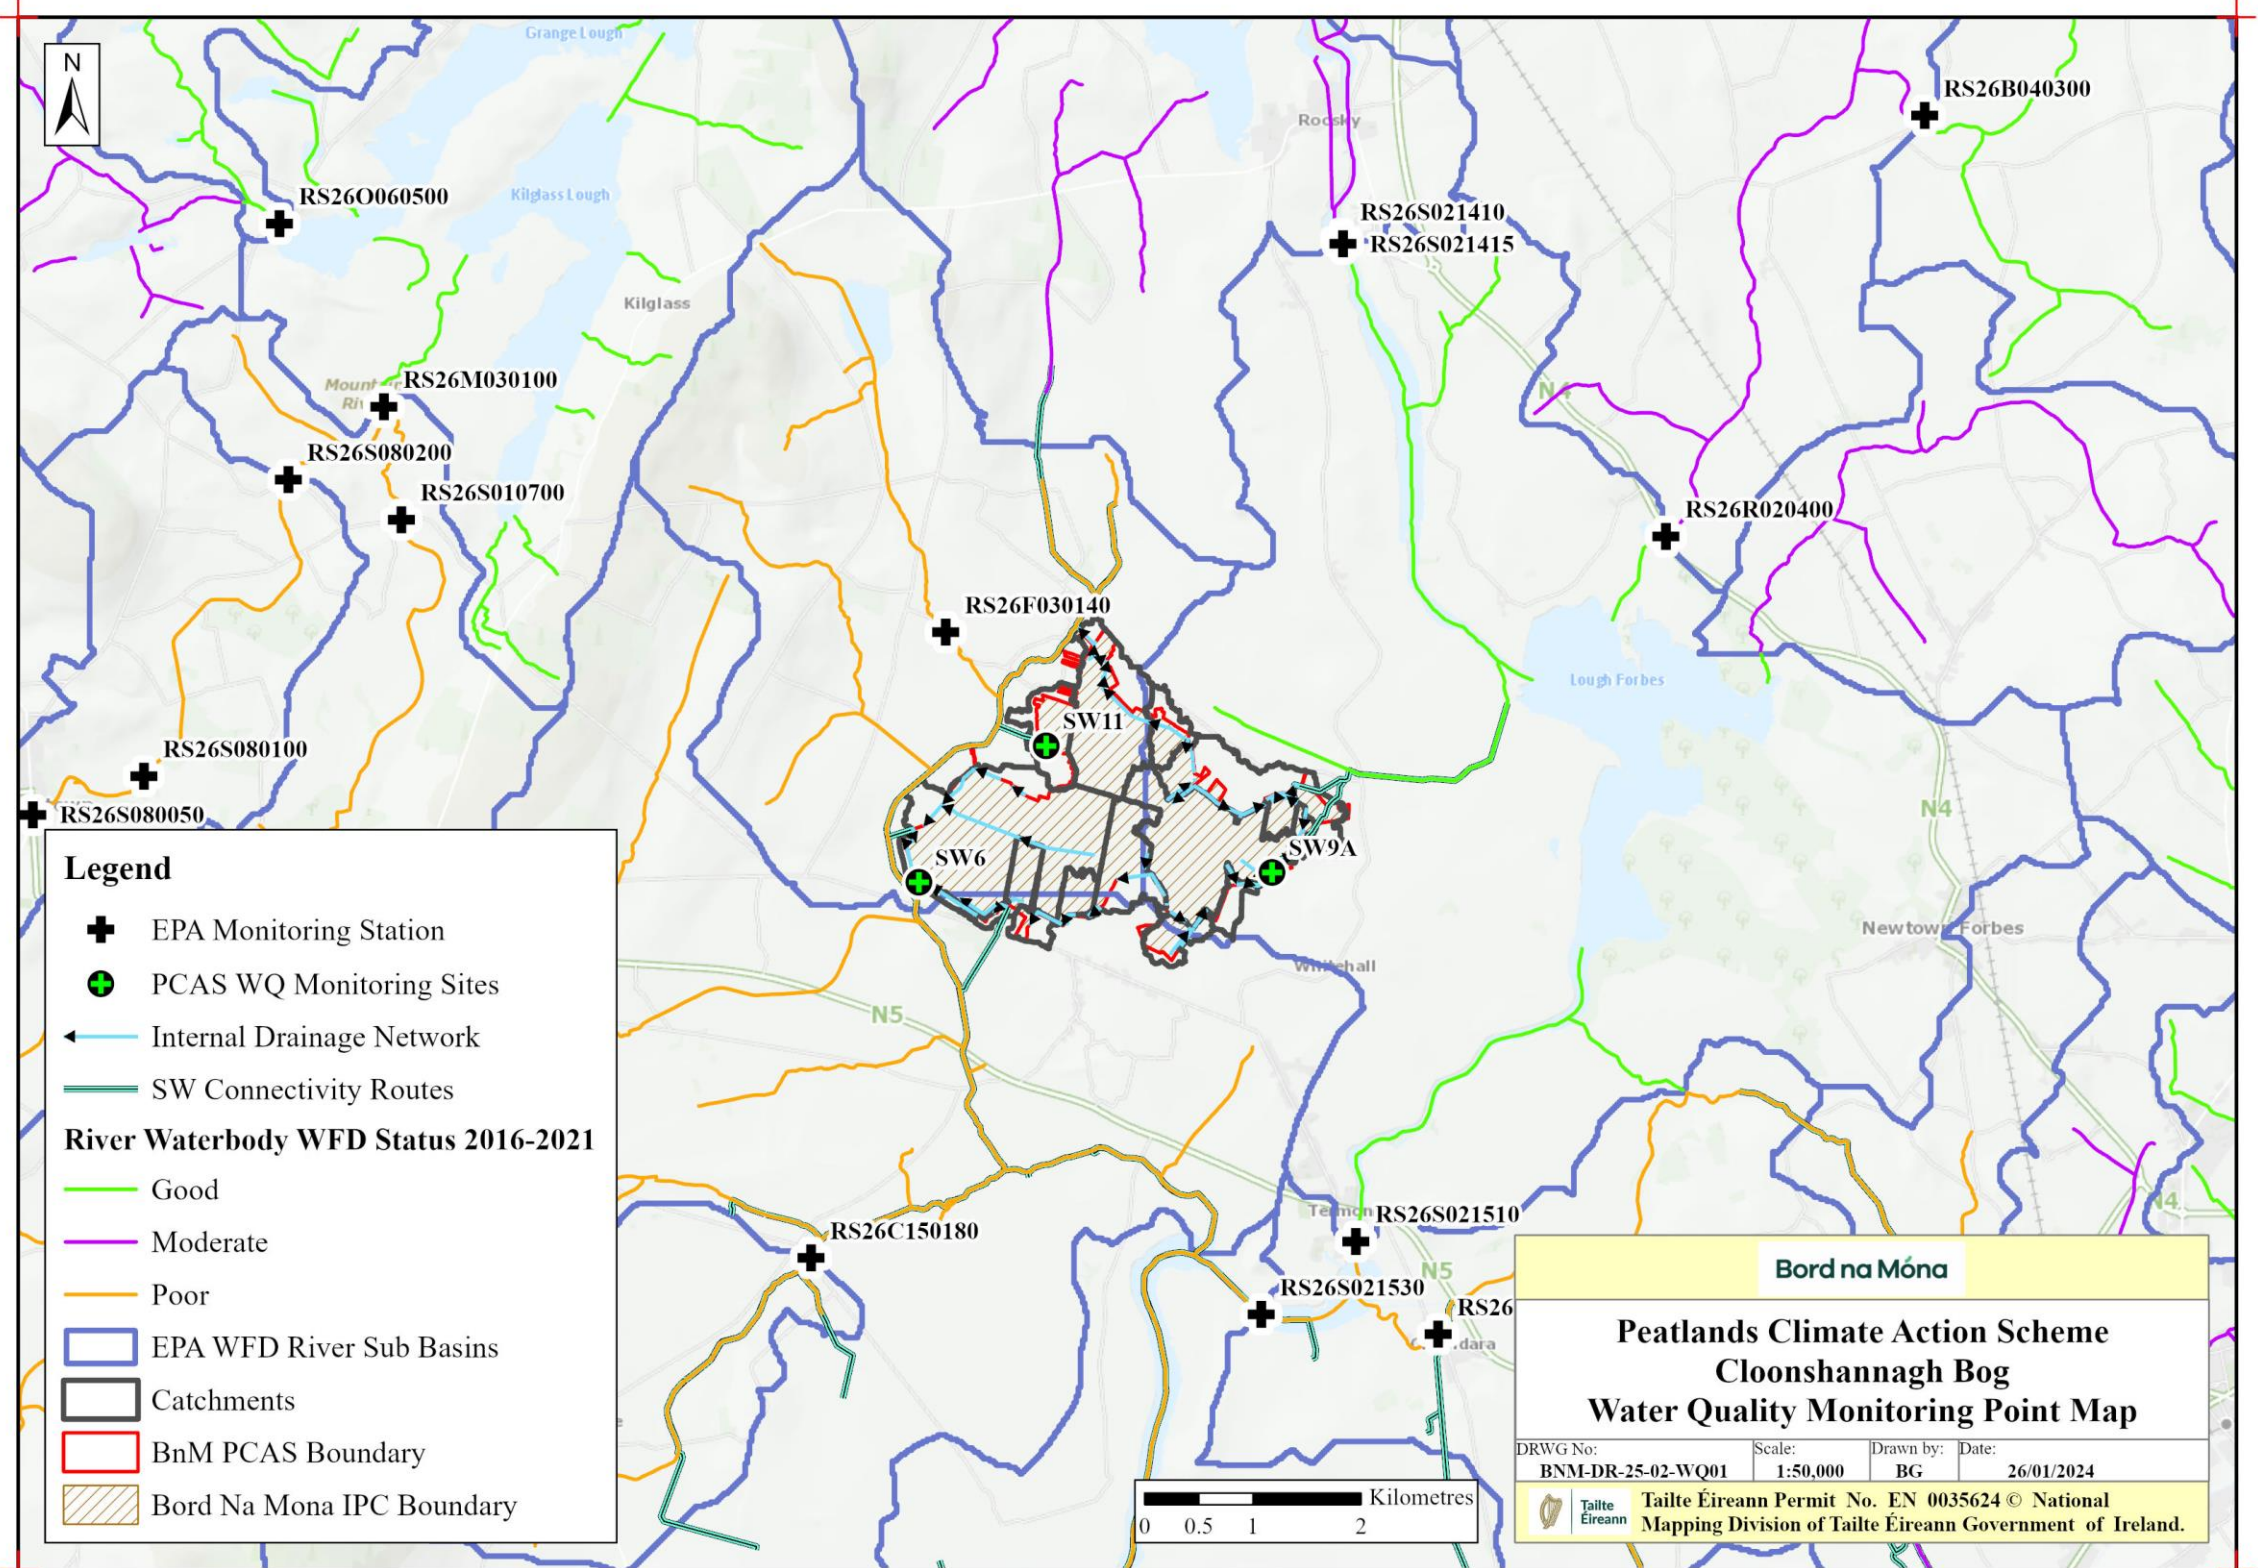 Grange Lough
N
RS26B040300
Roosky
RS26O060500
Kilglass Lough
RS26S021410
RS26S021415
Kilglass
Mountain
River
RS26M030100
N4
RS26S080200
RS26S010700
RS26R020400
RS26F030140
Lough Forbes
SW11
RS26S080100
RS26S080050
N4
SW6
SW9A
Newtown Forbes
Whitehall
N5
Legend
EPA Monitoring Station
PCAS WQ Monitoring Sites
Internal Drainage Network
SW Connectivity Routes
River Waterbody WFD Status 2016-2021
Good
Moderate
Poor
EPA WFD River Sub Basins
Catchments
BnM PCAS Boundary
Bord Na Mona IPC Boundary
N4
Termon
RS26S021510
RS26C150180
N5
RS26S021530
RS26
dara
Bord na Móna
Peatlands Climate Action Scheme
Cloonshannagh Bog
Water Quality Monitoring Point Map
DRWG No: Scale: Drawn by: Date:
BNM-DR-25-02-WQ01 1:50,000 BG 26/01/2024
Tailte
Éireann
Tailte Éireann Permit No. EN 0035624 © National
Mapping Division of Tailte Éireann Government of Ireland.
Kilometres
0 0.5 1 2